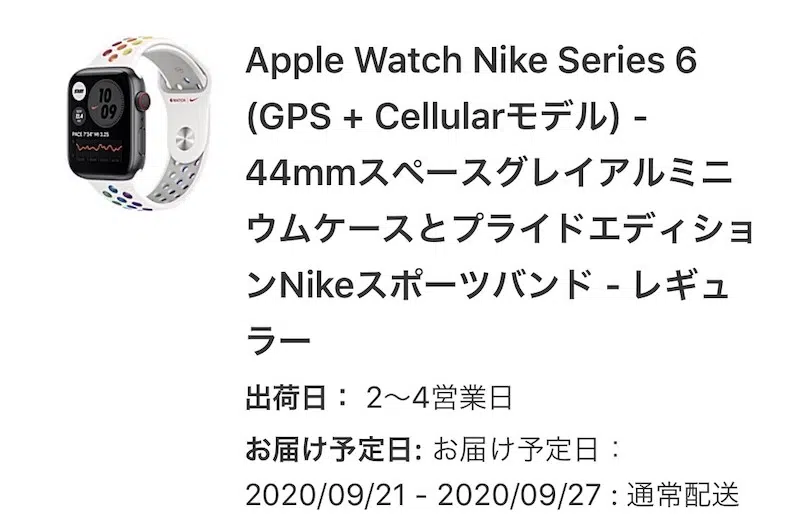 Apple Watch Nike Series 6
(GPS + Cellularモデル) -
44mmスペースグレイアルミニ
ウムケースとプライドエディショ
ンNikeスポーツバンド - レギュ
ラー
出荷日： 2〜4営業日
お届け予定日: お届け予定日：
2020/09/21 - 2020/09/27 : 通常配送
10
09